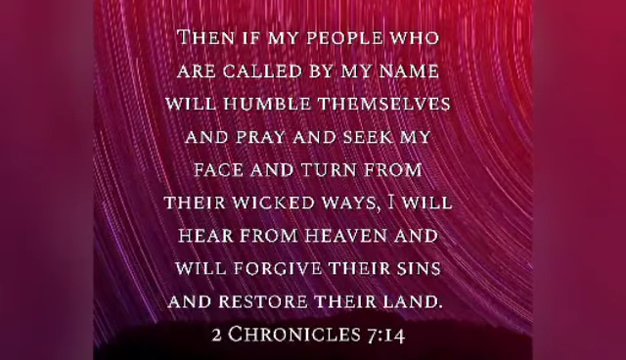 Then if my people who
are called by my name
will humble themselves
and pray and seek my
face and turn from
their wicked ways, I will
hear from heaven and
will forgive their sins
and restore their land.
2 Chronicles 7:14